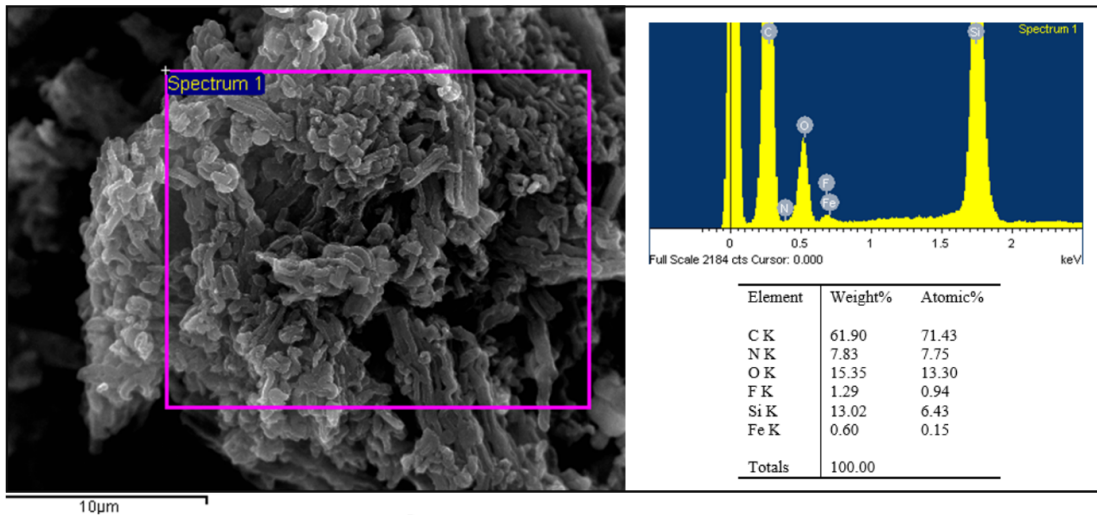 Spectrum 1
10µm
Spectrum 1
C
Si
O
F
N
Fe
0 0.5 1 1.5 2
Full Scale 2184 cts Cursor: 0.000 keV
Element Weight% Atomic%
C K 61.90 71.43
N K 7.83 7.75
O K 15.35 13.30
F K 1.29 0.94
Si K 13.02 6.43
Fe K 0.60 0.15
Totals 100.00